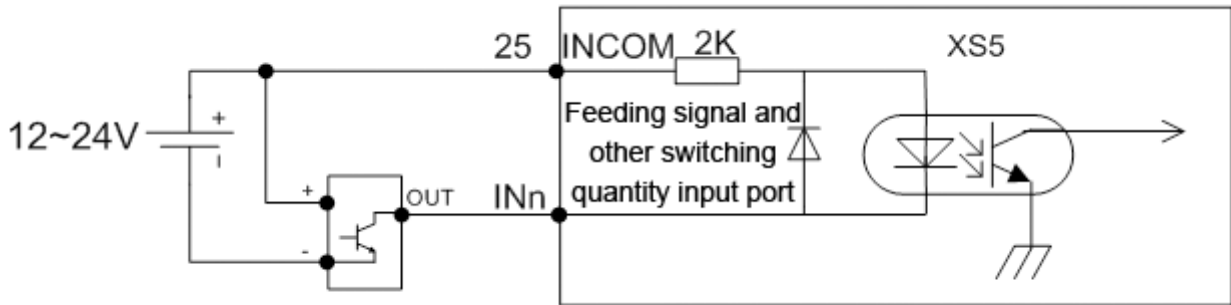 25 INCOM 2K XS5
12~24V
+
−
Feeding signal and
other switching
quantity input port
+
OUT
INn
-